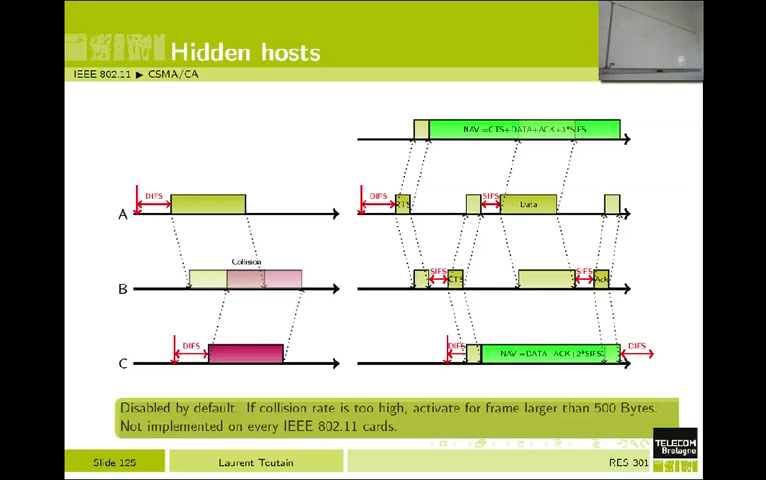 Hidden hosts
IEEE 802.11 ▶ CSMA/CA
NAV =CTS+DATA+ACK+3*SIFS
DIFS
DIFS
RTS
SIFS
Data
A
Collision
B
SIFS
CTS
SIFS
Ack
C
DIFS
DIFS
NAV =DATA+ACK+2*SIFS
DIFS
Disabled by default. If collision rate is too high, activate for frame larger than 500 Bytes.
Not implemented on every IEEE 802.11 cards.
TELECOM
Bretagne
Slide 125
Laurent Toutain
RES 301